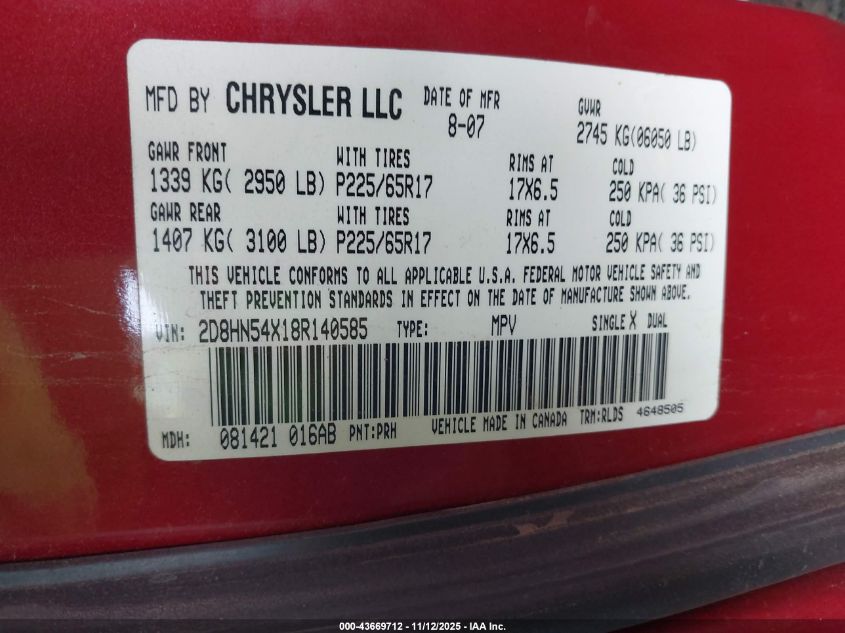 MFD BY CHRYSLER LLC DATE OF MFR GVWR
8-07 2745 KG(06050 LB)
GAWR FRONT WITH TIRES RIMS AT COLD
1339 KG( 2950 LB) P225/65R17 17X6.5 250 KPA( 36 PSI)
GAWR REAR WITH TIRES RIMS AT COLD
1407 KG( 3100 LB) P225/65R17 17X6.5 250 KPA( 36 PSI)
THIS VEHICLE CONFORMS TO ALL APPLICABLE U.S.A. FEDERAL MOTOR VEHICLE SAFETY AND
THEFT PREVENTION STANDARDS IN EFFECT ON THE DATE OF MANUFACTURE SHOWN ABOVE.
VIN: 2D8HN54X18R140585 TYPE: MPV SINGLE X DUAL
MDH: 081421 016AB PNT:PRH VEHICLE MADE IN CANADA TRM:RLDS 4648505
000-43669712 - 11/12/2025 - IAA Inc.